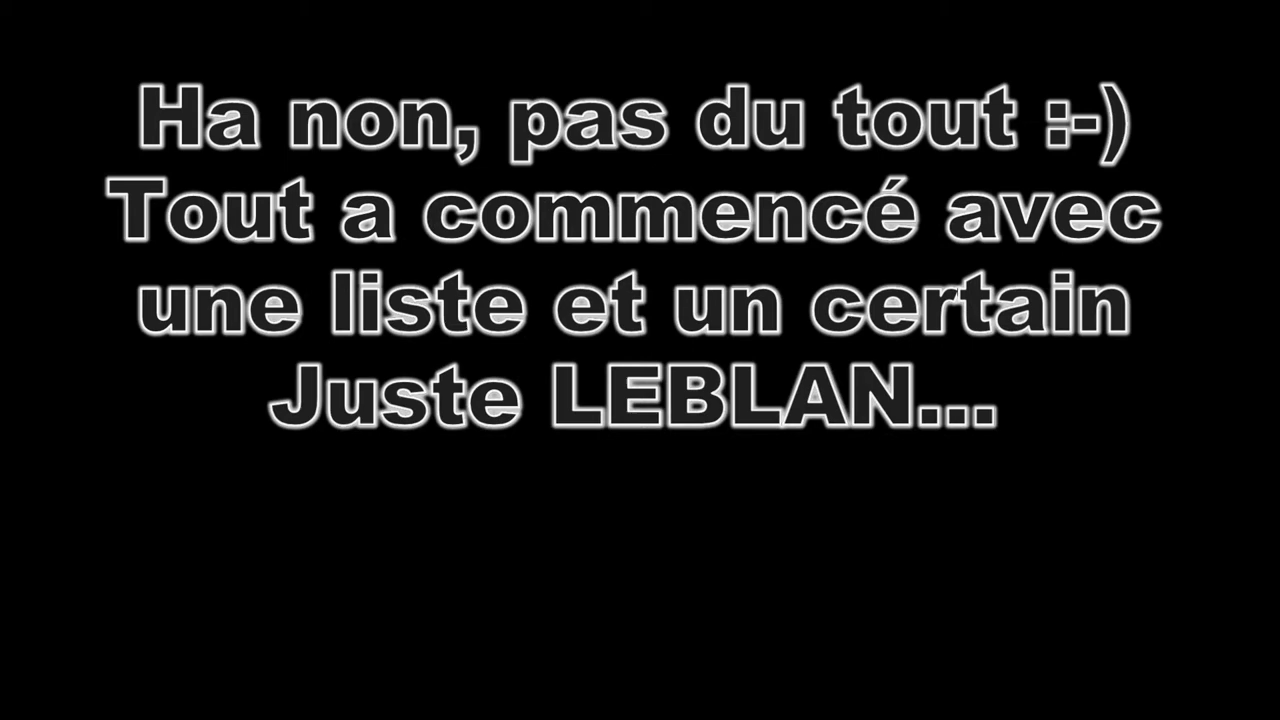 Ha non, pas du tout :-)
Tout a commencé avec
une liste et un certain
Juste LEBLAN...